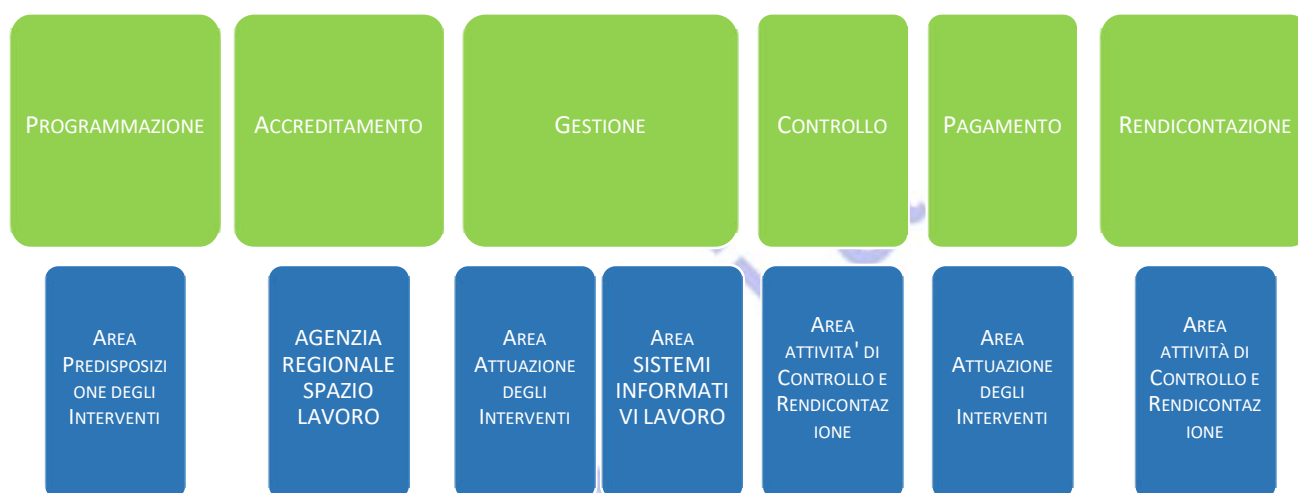 PROGRAMMAZIONE
ACCREDITAMENTO
GESTIONE
CONTROLLO
PAGAMENTO
RENDICONTAZIONE
AREA
PREDISPOSIZI
ONE DEGLI
INTERVENTI
AGENZIA
REGIONALE
SPAZIO
LAVORO
AREA
ATTUAZIONE
DEGLI
INTERVENTI
AREA
SISTEMI
INFORMATI
VI LAVORO
AREA
ATTIVITA' DI
CONTROLLO E
RENDICONTAZ
IONE
AREA
ATTUAZIONE
DEGLI
INTERVENTI
AREA
ATTIVITÀ DI
CONTROLLO E
RENDICONTAZ
IONE